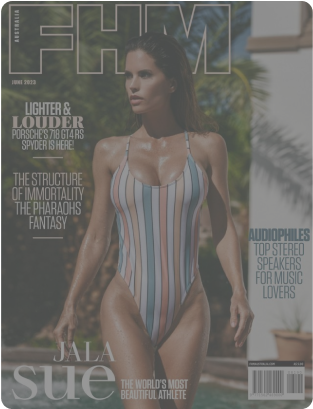 AUSTRALIA
FHM
JUNE 2023
LIGHTER &
LOUDER
PORSCHE'S 718 GT4 RS
SPYDER IS HERE!
THE STRUCTURE
OF IMMORTALITY
THE PHARAOHS
FANTASY
AUDIOPHILES
TOP STERED
SPEAKERS
FOR MUSIC
LOVERS
JALA
sue
THE WORLD'S MOST
BEAUTIFUL ATHLETE